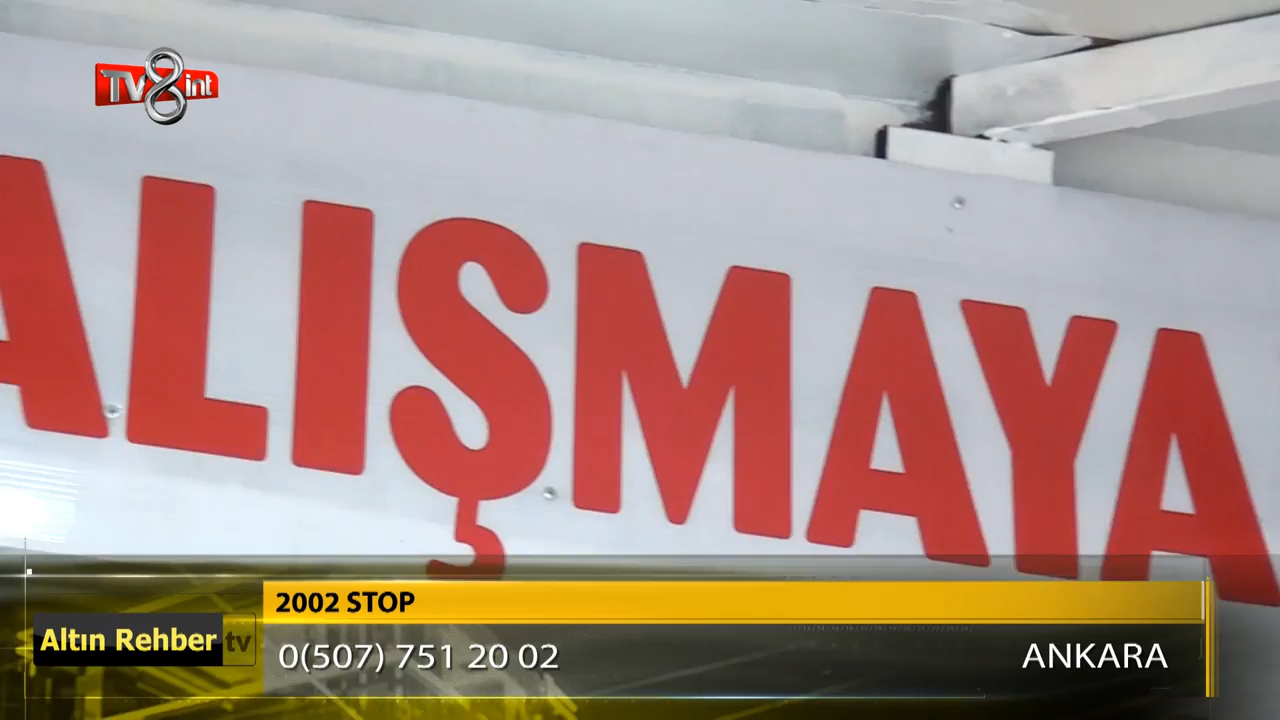 TV8int
ALIŞMAYA
2002 STOP
Altın Rehber tv
0(507) 751 20 02
ANKARA